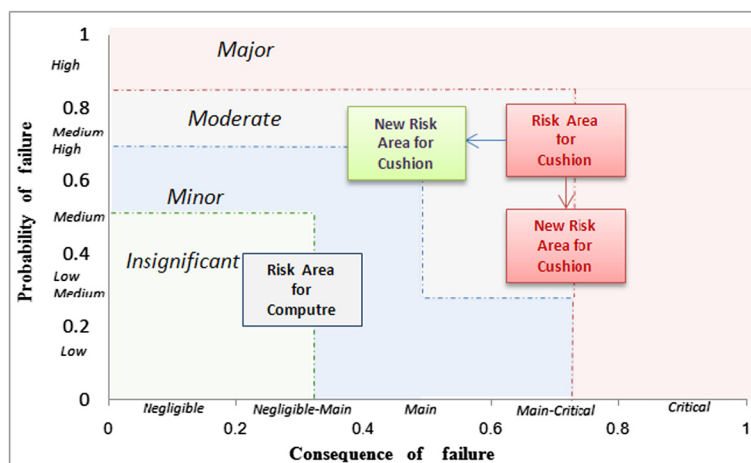 1
Major
High
0.8
Moderate
Medium
High
New Risk
Area for
Cushion
Risk Area
for
Cushion
0.6
Minor
Medium
New Risk
Area for
Cushion
0.4
Insignificant
Low
Medium
Risk Area
for
Computre
0.2
Low
0
Probability of failure
Negligible
Negligible-Main
Main
Main-Critical
Critical
0
0.2
0.4
0.6
0.8
1
Consequence of failure